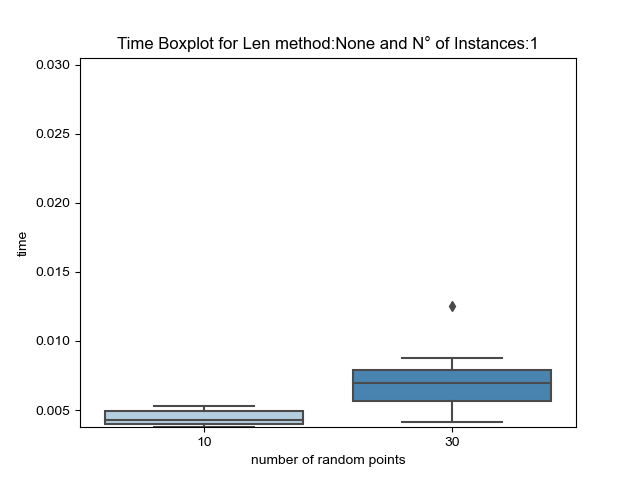 Time Boxplot for Len method:None and N° of Instances:1
0.030
0.025
0.020
0.015
0.010
0.005
time
10 30
number of random points